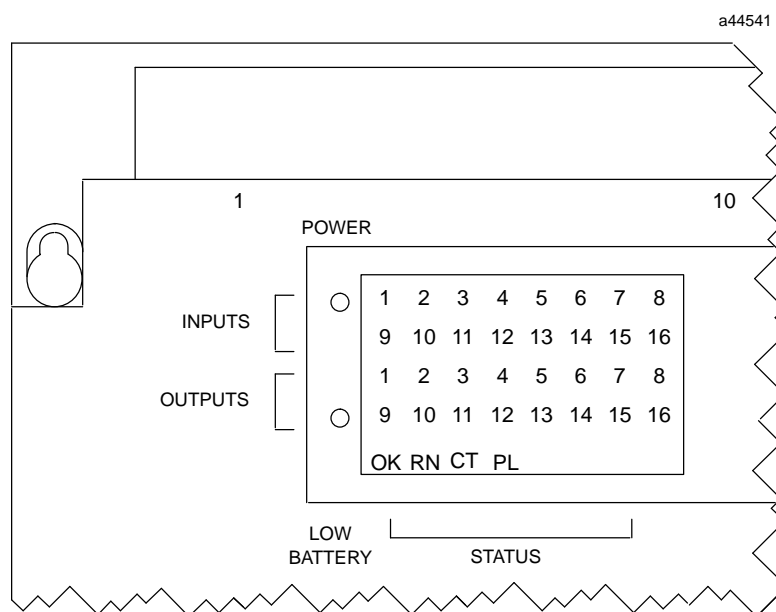 a44541
1 10
POWER
INPUTS
1 2 3 4 5 6 7 8
9 10 11 12 13 14 15 16
OUTPUTS
1 2 3 4 5 6 7 8
9 10 11 12 13 14 15 16
OK RN CT PL
LOW
BATTERY
STATUS